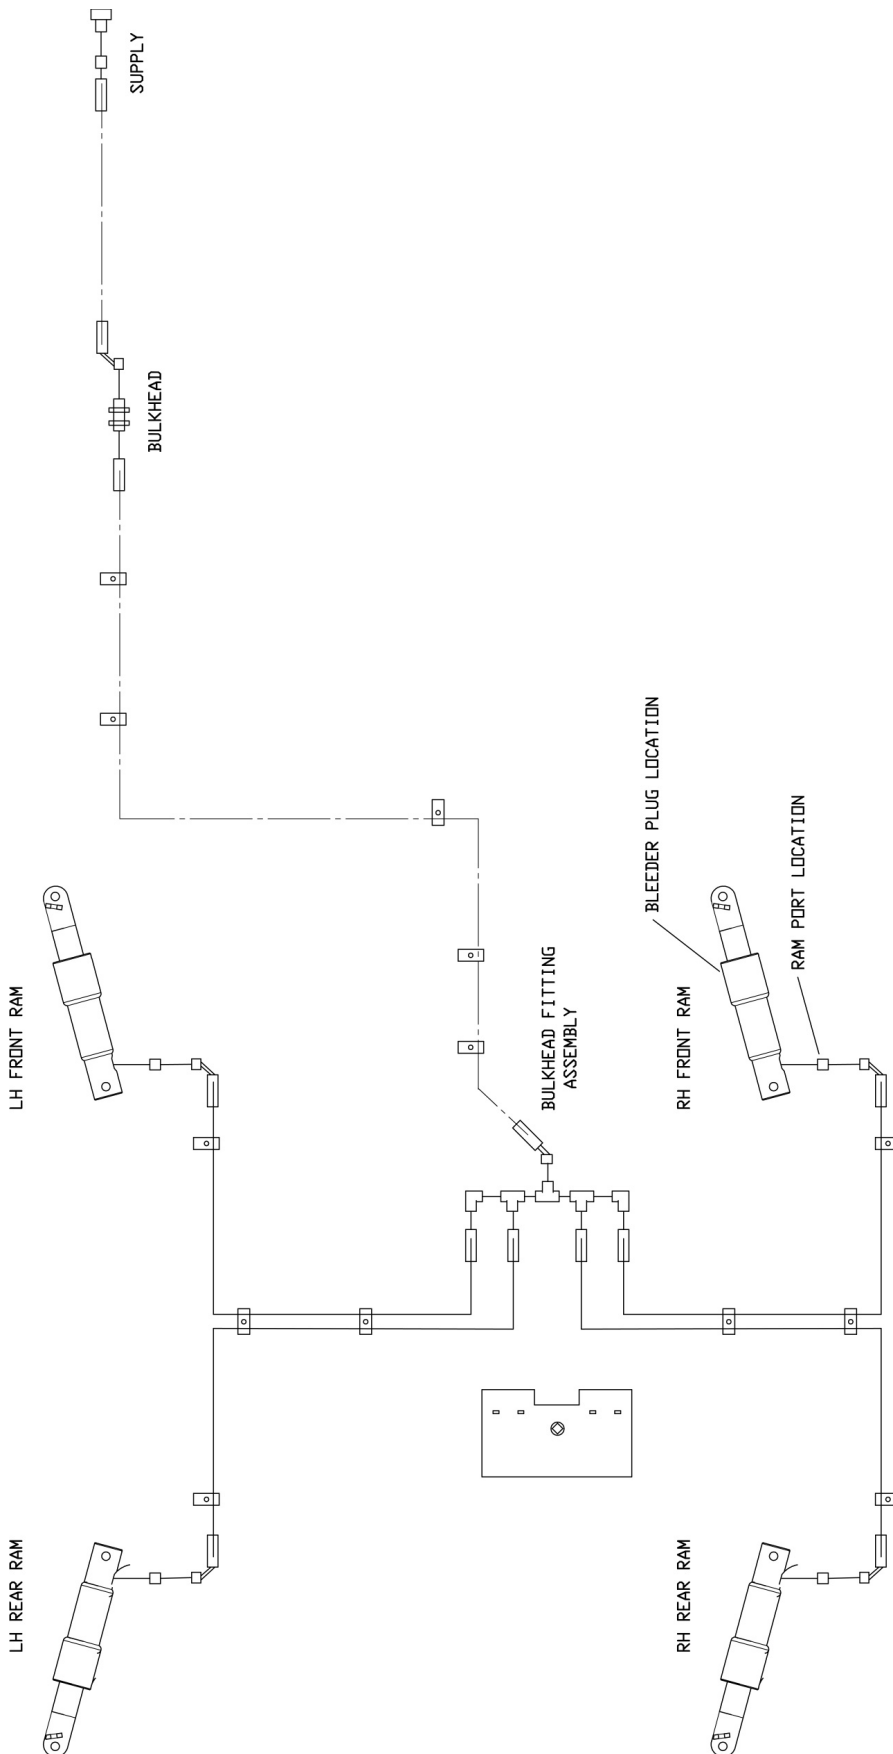 SUPPLY
BULKHEAD
BLEEDER PLUG LOCATION
RAM PORT LOCATION
LH FRONT RAM
BULKHEAD FITTING
ASSEMBLY
RH FRONT RAM
LH REAR RAM
RH REAR RAM